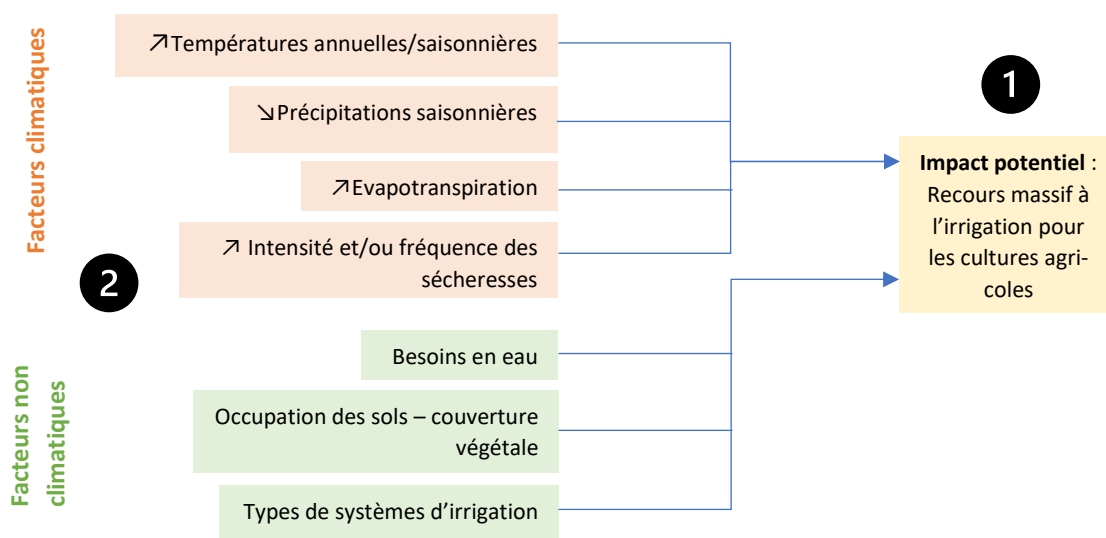 Facteurs climatiques
↗Températures annuelles/saisonnières
↘Précipitations saisonnières
↗Evapotranspiration
↗ Intensité et/ou fréquence des
sécheresses
2
Facteurs non
climatiques
Besoins en eau
Occupation des sols – couverture
végétale
Types de systèmes d’irrigation
1
Impact potentiel :
Recours massif à
l’irrigation pour
les cultures agri-
coles